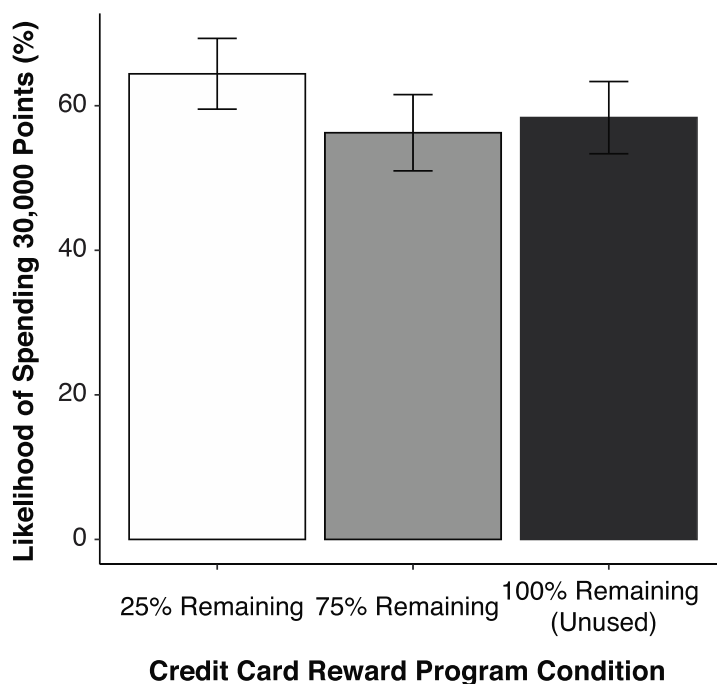 Likelihood of Spending 30,000 Points (%)
60
40
20
0
25% Remaining
75% Remaining
100% Remaining
(Unused)
Credit Card Reward Program Condition